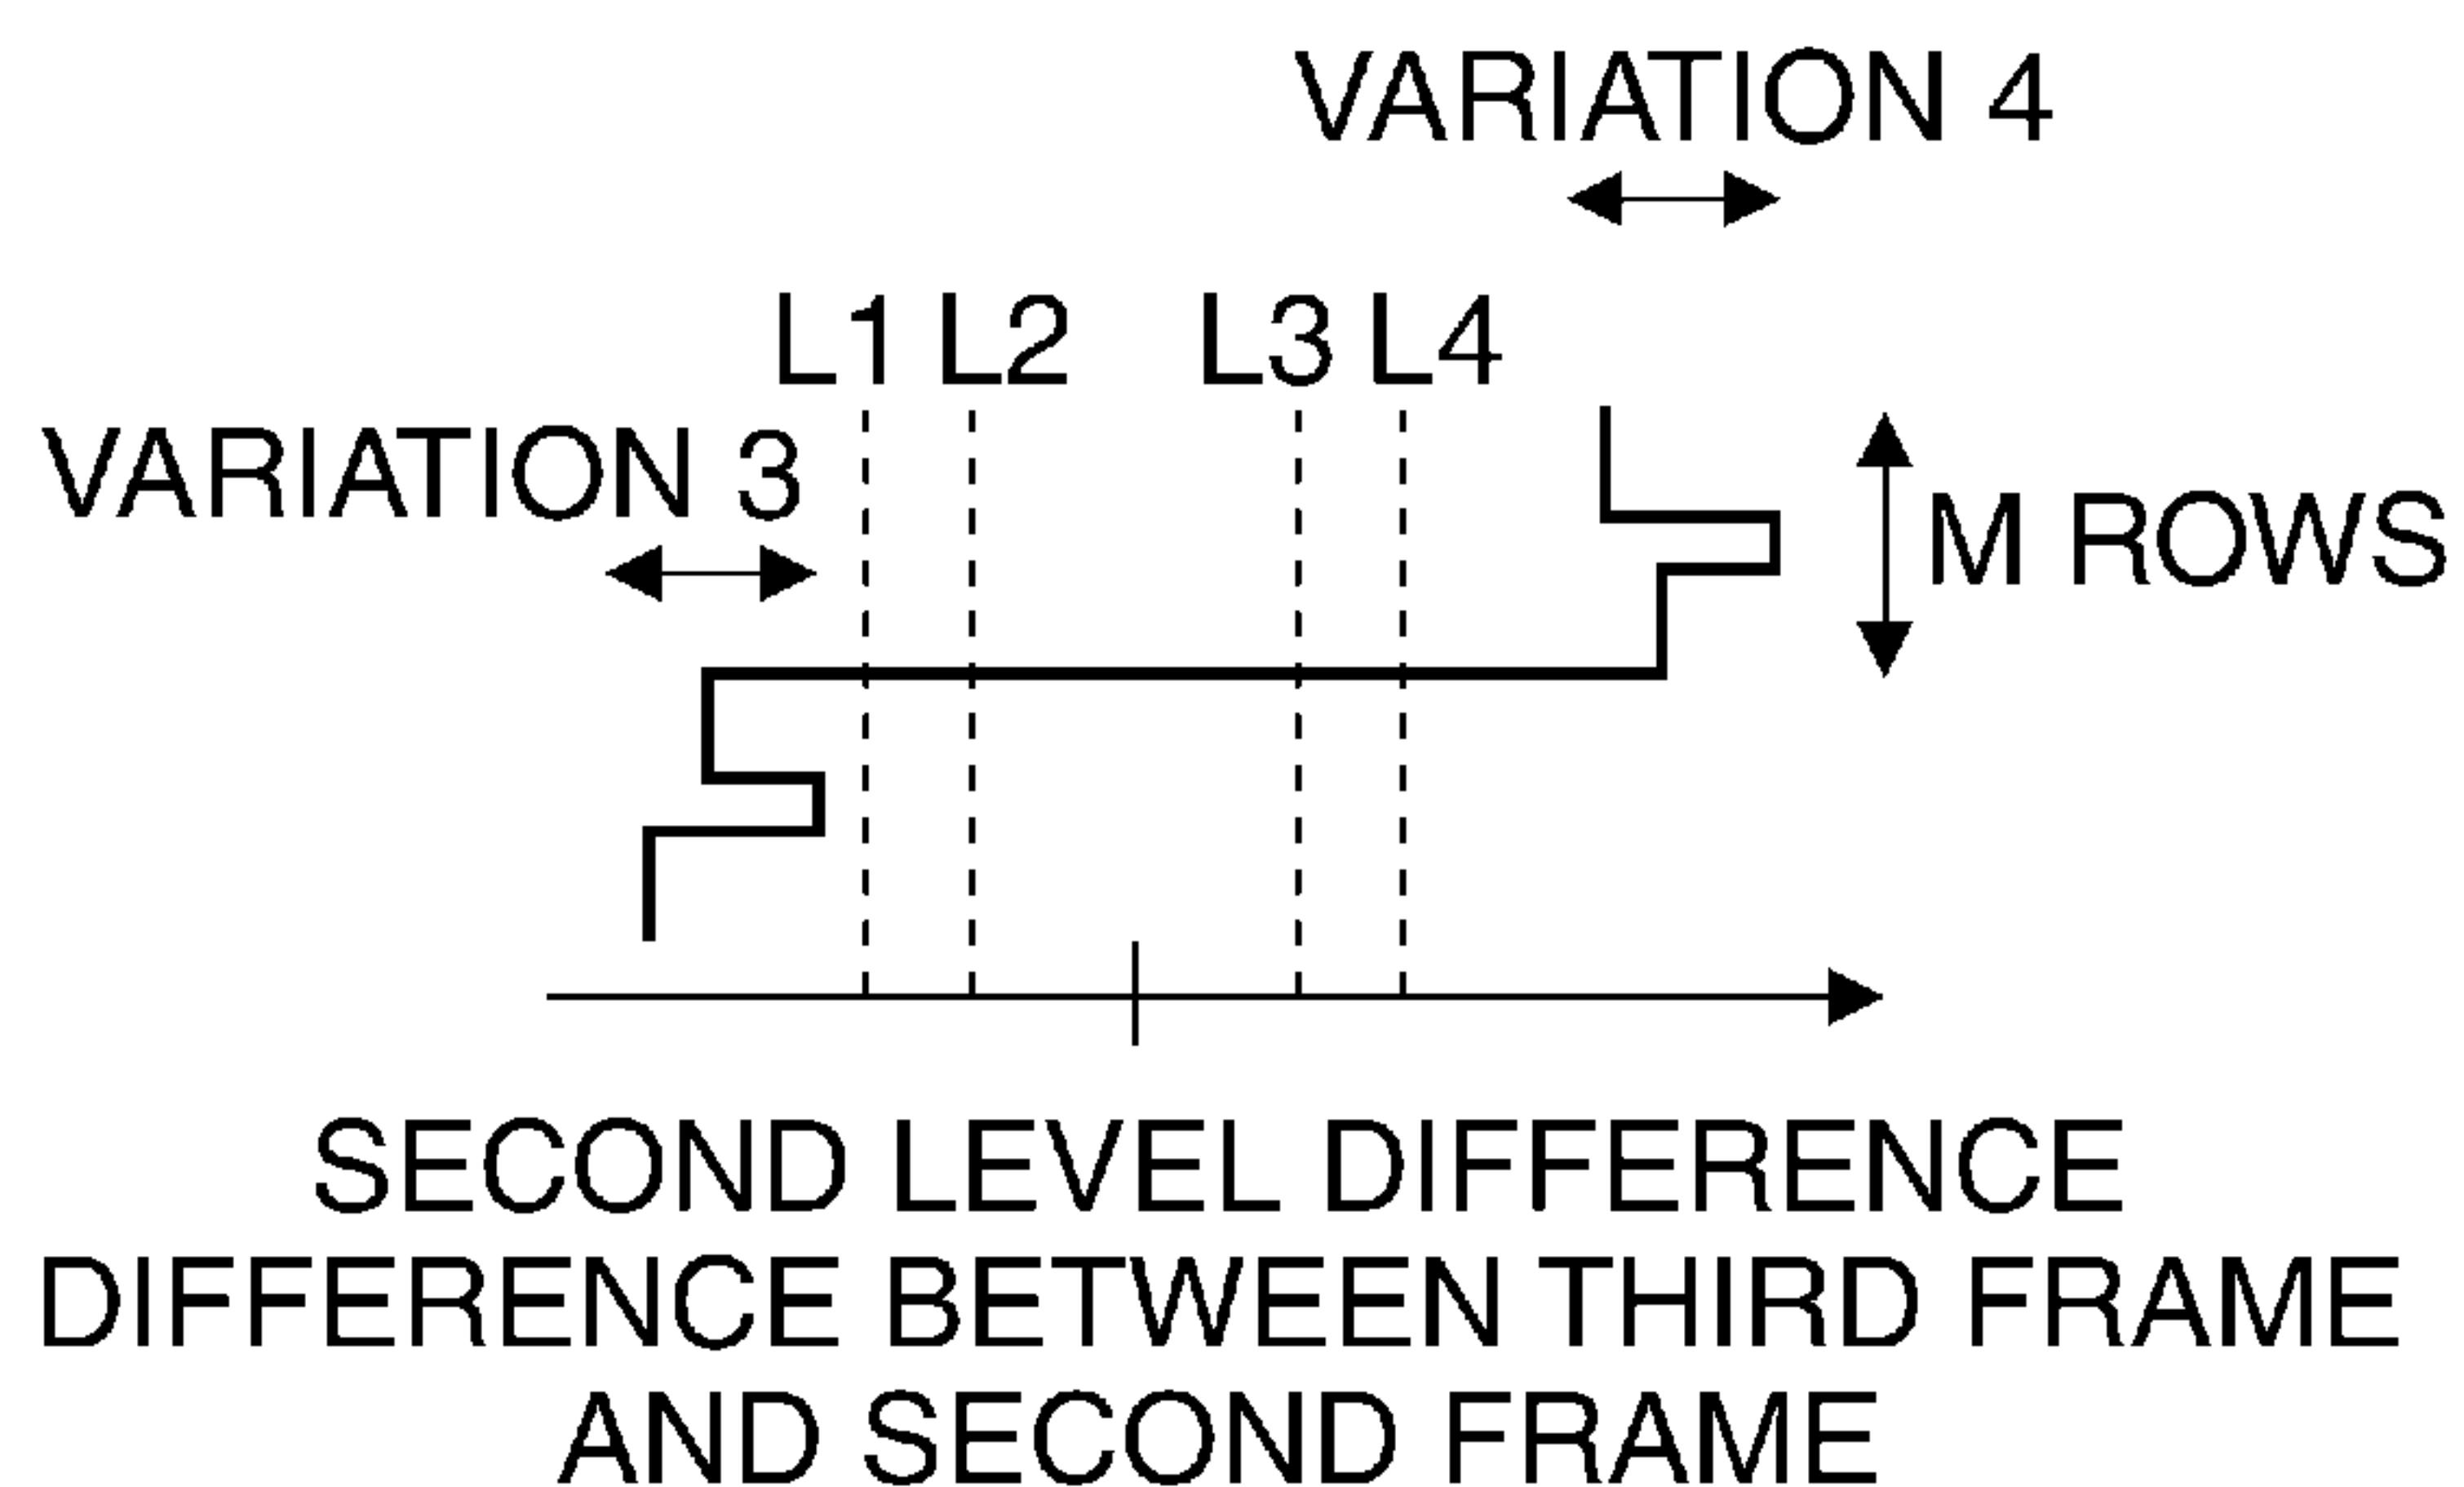 VARIATION 4
L1 L2 L3 L4
VARIATION 3
M ROWS
SECOND LEVEL DIFFERENCE
DIFFERENCE BETWEEN THIRD FRAME
AND SECOND FRAME